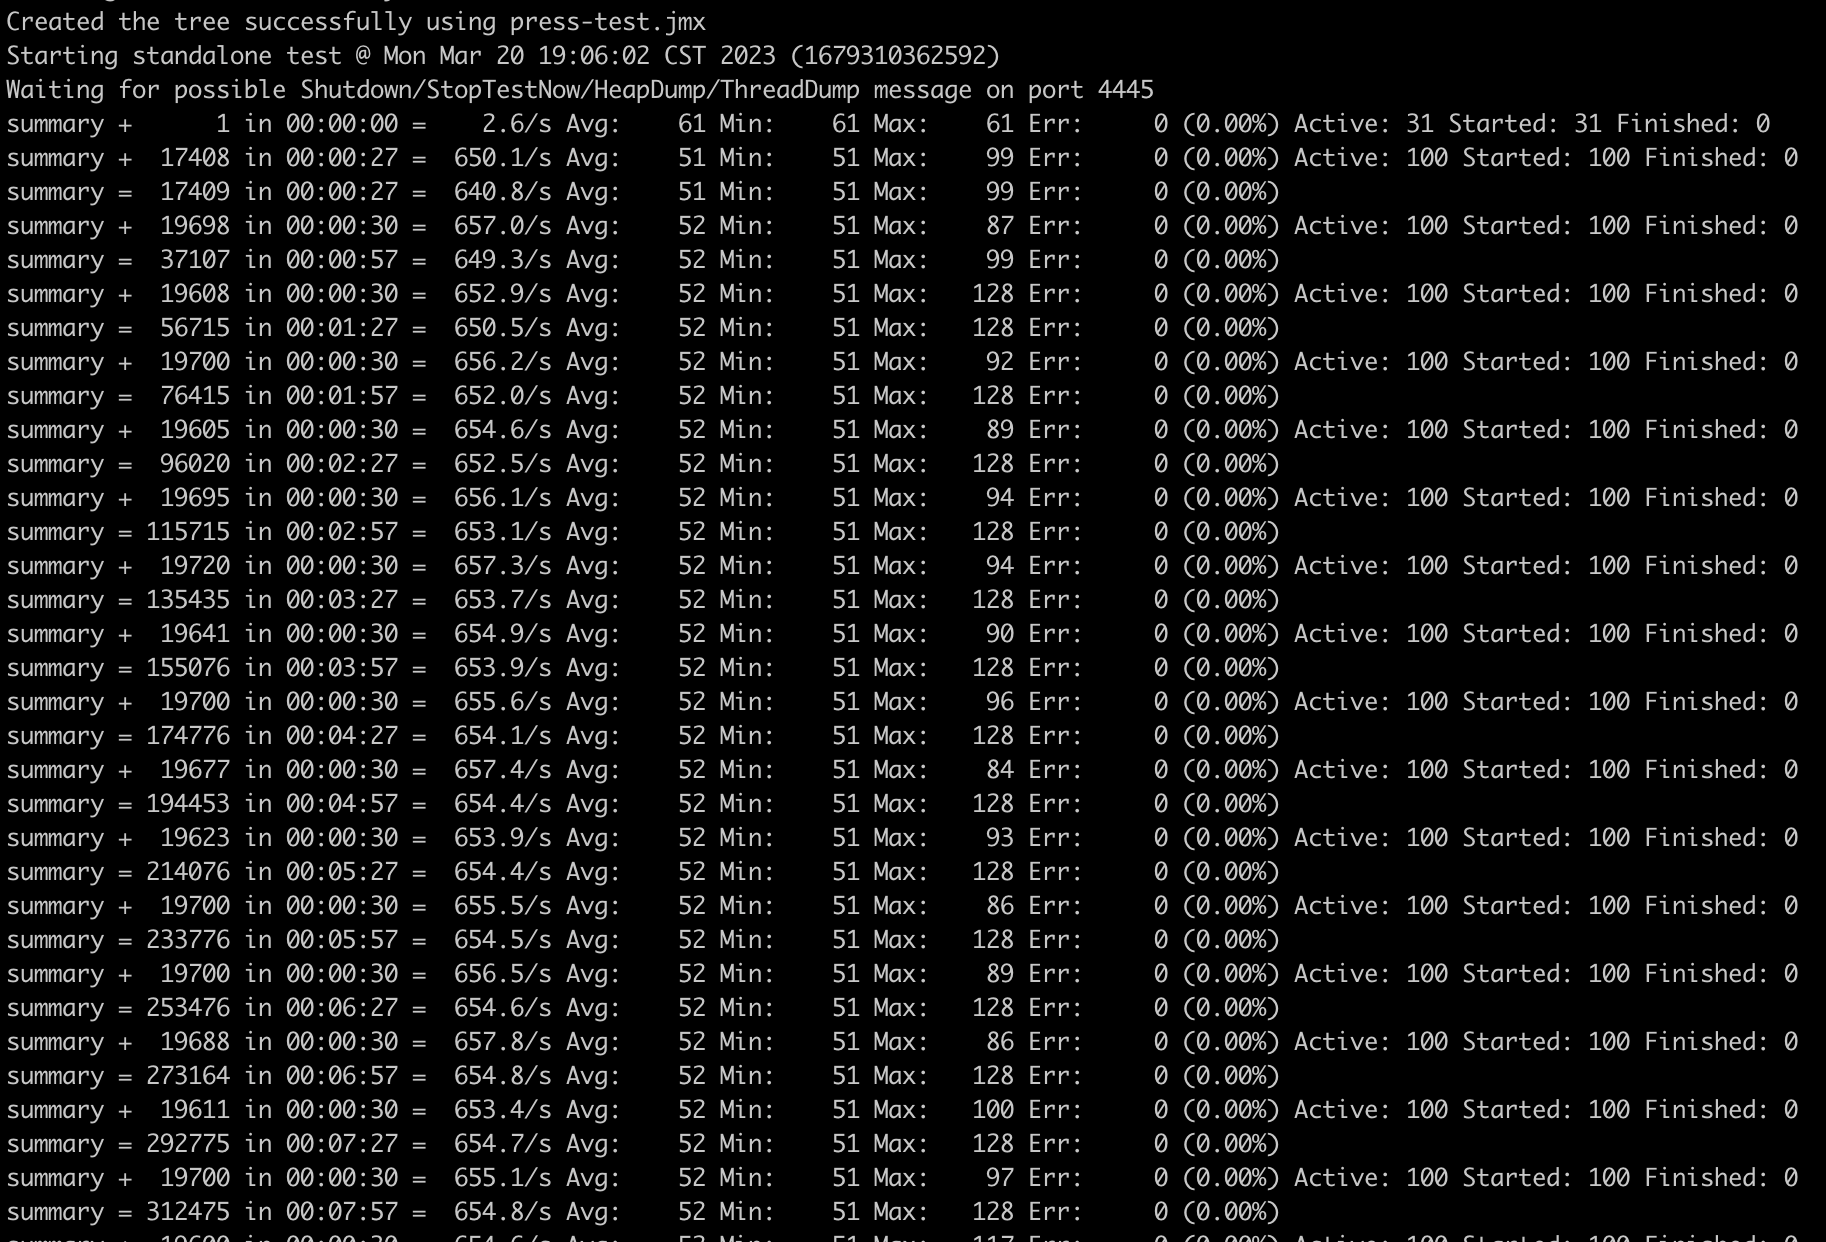 Created the tree successfully using press-test.jmx
Starting standalone test @ Mon Mar 20 19:06:02 CST 2023 (1679310362592)
Waiting for possible Shutdown/StopTestNow/HeapDump/ThreadDump message on port 4445
summary +      1 in 00:00:00 =    2.6/s Avg:    61 Min:    61 Max:    61 Err:     0 (0.00%) Active: 31 Started: 31 Finished: 0
summary +  17408 in 00:00:27 =  650.1/s Avg:    51 Min:    51 Max:    99 Err:     0 (0.00%) Active: 100 Started: 100 Finished: 0
summary =  17409 in 00:00:27 =  640.8/s Avg:    51 Min:    51 Max:    99 Err:     0 (0.00%)
summary +  19698 in 00:00:30 =  657.0/s Avg:    52 Min:    51 Max:    87 Err:     0 (0.00%) Active: 100 Started: 100 Finished: 0
summary =  37107 in 00:00:57 =  649.3/s Avg:    52 Min:    51 Max:    99 Err:     0 (0.00%)
summary +  19608 in 00:00:30 =  652.9/s Avg:    52 Min:    51 Max:   128 Err:     0 (0.00%) Active: 100 Started: 100 Finished: 0
summary =  56715 in 00:01:27 =  650.5/s Avg:    52 Min:    51 Max:   128 Err:     0 (0.00%)
summary +  19700 in 00:00:30 =  656.2/s Avg:    52 Min:    51 Max:    92 Err:     0 (0.00%) Active: 100 Started: 100 Finished: 0
summary =  76415 in 00:01:57 =  652.0/s Avg:    52 Min:    51 Max:   128 Err:     0 (0.00%)
summary +  19605 in 00:00:30 =  654.6/s Avg:    52 Min:    51 Max:    89 Err:     0 (0.00%) Active: 100 Started: 100 Finished: 0
summary =  96020 in 00:02:27 =  652.5/s Avg:    52 Min:    51 Max:   128 Err:     0 (0.00%)
summary +  19695 in 00:00:30 =  656.1/s Avg:    52 Min:    51 Max:    94 Err:     0 (0.00%) Active: 100 Started: 100 Finished: 0
summary = 115715 in 00:02:57 =  653.1/s Avg:    52 Min:    51 Max:   128 Err:     0 (0.00%)
summary +  19720 in 00:00:30 =  657.3/s Avg:    52 Min:    51 Max:    94 Err:     0 (0.00%) Active: 100 Started: 100 Finished: 0
summary = 135435 in 00:03:27 =  653.7/s Avg:    52 Min:    51 Max:   128 Err:     0 (0.00%)
summary +  19641 in 00:00:30 =  654.9/s Avg:    52 Min:    51 Max:    90 Err:     0 (0.00%) Active: 100 Started: 100 Finished: 0
summary = 155076 in 00:03:57 =  653.9/s Avg:    52 Min:    51 Max:   128 Err:     0 (0.00%)
summary +  19700 in 00:00:30 =  655.6/s Avg:    52 Min:    51 Max:    96 Err:     0 (0.00%) Active: 100 Started: 100 Finished: 0
summary = 174776 in 00:04:27 =  654.1/s Avg:    52 Min:    51 Max:   128 Err:     0 (0.00%)
summary +  19677 in 00:00:30 =  657.4/s Avg:    52 Min:    51 Max:    84 Err:     0 (0.00%) Active: 100 Started: 100 Finished: 0
summary = 194453 in 00:04:57 =  654.4/s Avg:    52 Min:    51 Max:   128 Err:     0 (0.00%)
summary +  19623 in 00:00:30 =  653.9/s Avg:    52 Min:    51 Max:    93 Err:     0 (0.00%) Active: 100 Started: 100 Finished: 0
summary = 214076 in 00:05:27 =  654.4/s Avg:    52 Min:    51 Max:   128 Err:     0 (0.00%)
summary +  19700 in 00:00:30 =  655.5/s Avg:    52 Min:    51 Max:    86 Err:     0 (0.00%) Active: 100 Started: 100 Finished: 0
summary = 233776 in 00:05:57 =  654.5/s Avg:    52 Min:    51 Max:   128 Err:     0 (0.00%)
summary +  19700 in 00:00:30 =  656.5/s Avg:    52 Min:    51 Max:    89 Err:     0 (0.00%) Active: 100 Started: 100 Finished: 0
summary = 253476 in 00:06:27 =  654.6/s Avg:    52 Min:    51 Max:   128 Err:     0 (0.00%)
summary +  19688 in 00:00:30 =  657.8/s Avg:    52 Min:    51 Max:    86 Err:     0 (0.00%) Active: 100 Started: 100 Finished: 0
summary = 273164 in 00:06:57 =  654.8/s Avg:    52 Min:    51 Max:   128 Err:     0 (0.00%)
summary +  19611 in 00:00:30 =  653.4/s Avg:    52 Min:    51 Max:   100 Err:     0 (0.00%) Active: 100 Started: 100 Finished: 0
summary = 292775 in 00:07:27 =  654.7/s Avg:    52 Min:    51 Max:   128 Err:     0 (0.00%)
summary +  19700 in 00:00:30 =  655.1/s Avg:    52 Min:    51 Max:    97 Err:     0 (0.00%) Active: 100 Started: 100 Finished: 0
summary = 312475 in 00:07:57 =  654.8/s Avg:    52 Min:    51 Max:   128 Err:     0 (0.00%)